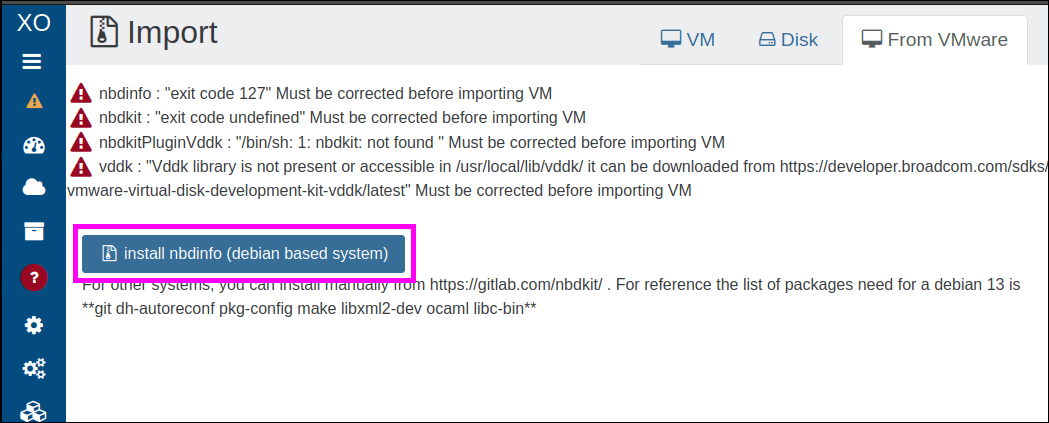 XO
Import
VM
Disk
From VMware
nbdinfo : "exit code 127" Must be corrected before importing VM
nbdkit : "exit code undefined" Must be corrected before importing VM
nbdkitPluginVddk : "/bin/sh: 1: nbdkit: not found " Must be corrected before importing VM
vddk : "Vddk library is not present or accessible in /usr/local/lib/vddk/ it can be downloaded from https://developer.broadcom.com/sdks/
vmware-virtual-disk-development-kit-vddk/latest" Must be corrected before importing VM
install nbdinfo (debian based system)
For other systems, you can install manually from https://gitlab.com/nbdkit/ . For reference the list of packages need for a debian 13 is
**git dh-autoreconf pkg-config make libxml2-dev ocaml libc-bin**